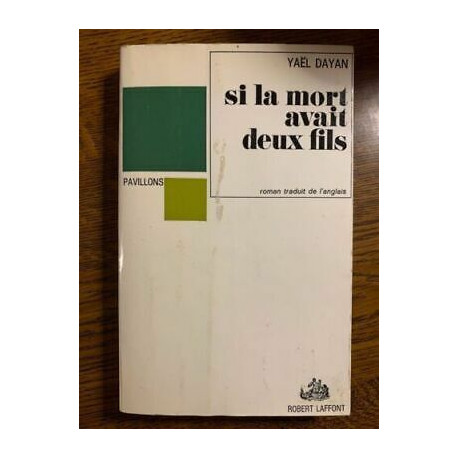 YAËL DAYAN
si la mort
avait
deux fils
roman traduit de l'anglais
PAVILLONS
ROBERT LAFFONT